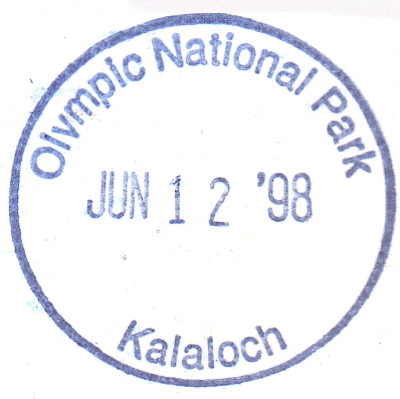 Olympic National Park
JUN 12 '98
Kalaloch